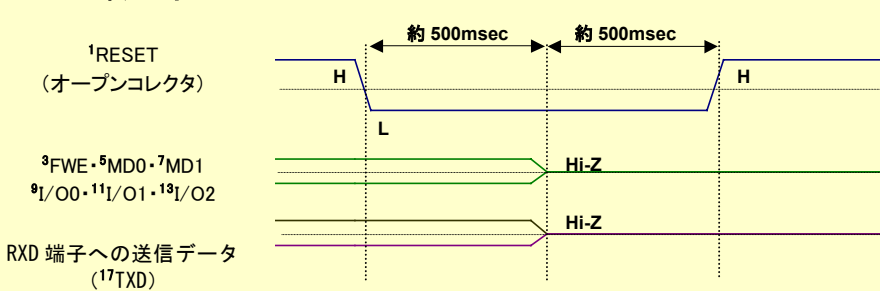 約 500msec 約 500msec
¹RESET
(オープンコレクタ)
H H
L
³FWE・⁵MD0・⁷MD1
⁹I/O0・¹¹I/O1・¹³I/O2
Hi-Z
Hi-Z
RXD 端子への送信データ
(¹⁷TXD)